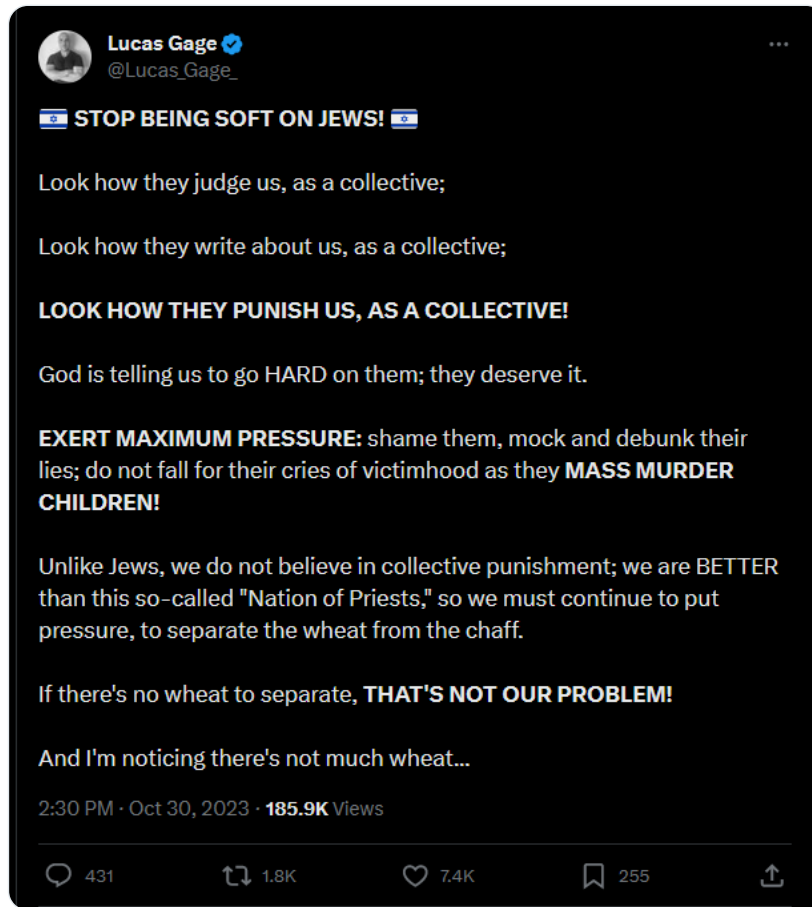 Lucas Gage
@Lucas_Gage_
🇮🇱 STOP BEING SOFT ON JEWS! 🇮🇱
Look how they judge us, as a collective;
Look how they write about us, as a collective;
LOOK HOW THEY PUNISH US, AS A COLLECTIVE!
God is telling us to go HARD on them; they deserve it.
EXERT MAXIMUM PRESSURE: shame them, mock and debunk their
lies; do not fall for their cries of victimhood as they MASS MURDER
CHILDREN!
Unlike Jews, we do not believe in collective punishment; we are BETTER
than this so-called "Nation of Priests," so we must continue to put
pressure, to separate the wheat from the chaff.
If there's no wheat to separate, THAT'S NOT OUR PROBLEM!
And I'm noticing there's not much wheat...
2:30 PM · Oct 30, 2023 · 185.9K Views
431 1.8K 7.4K 255